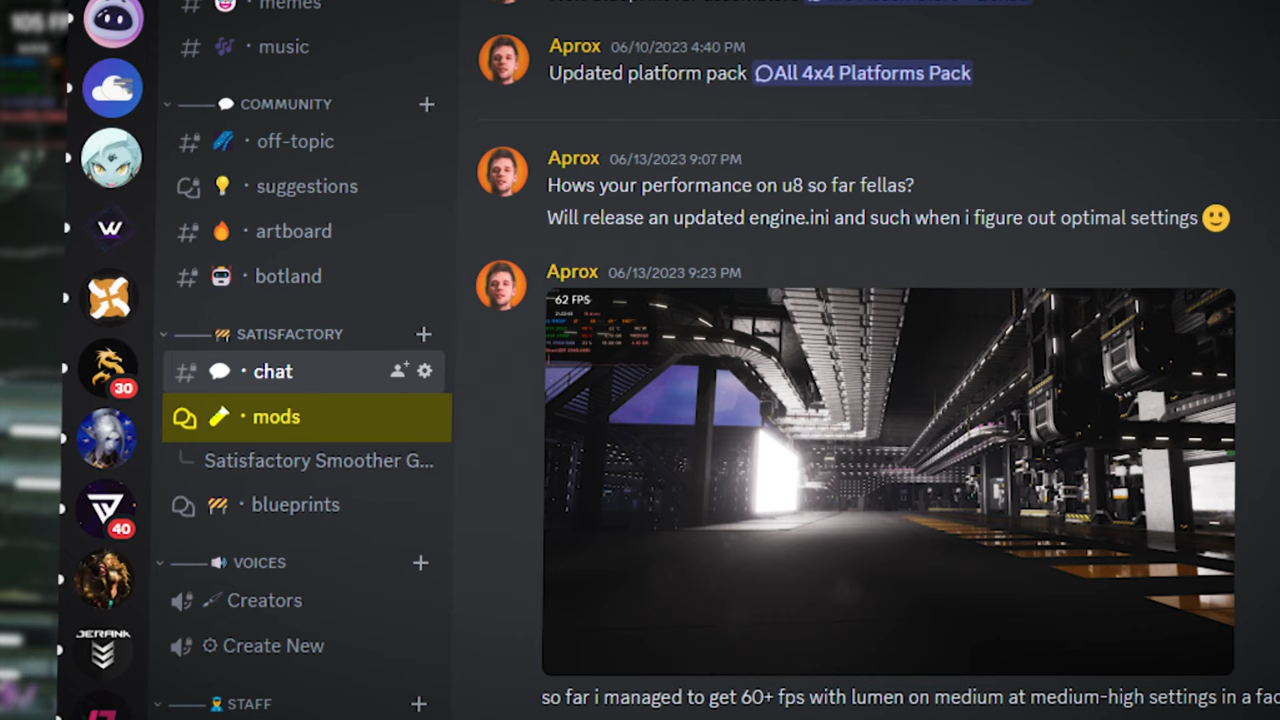 memes
music
COMMUNITY
off-topic
suggestions
artboard
botland
SATISFACTORY
chat
mods
Satisfactory Smoother G...
blueprints
VOICES
Creators
Create New
STAFF
30
40
JERANK
Aprox 06/10/2023 4:40 PM
Updated platform pack All 4x4 Platforms Pack
Aprox 06/13/2023 9:07 PM
Hows your performance on u8 so far fellas?
Will release an updated engine.ini and such when i figure out optimal settings
Aprox 06/13/2023 9:23 PM
62 FPS
so far i managed to get 60+ fps with lumen on medium at medium-high settings in a fac